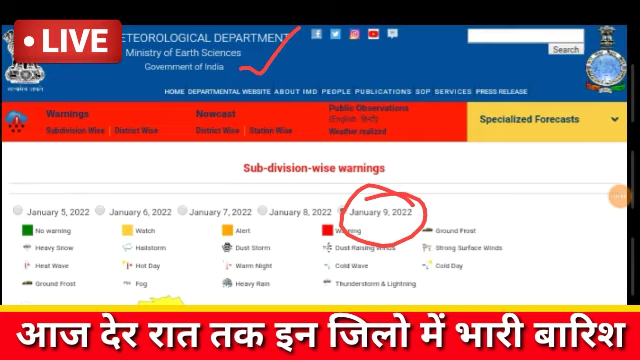 LIVE
METEOROLOGICAL DEPARTMENT
Ministry of Earth Sciences
Government of India
Search
HOME DEPARTMENTAL WEBSITE ABOUT IMD PEOPLE PUBLICATIONS SOP SERVICES PRESS RELEASE
Warnings
Subdivision Wise | District Wise
Nowcast
District Wise | Station Wise
Public Observations
(English, हिन्दी)
Weather realized
Specialized Forecasts
Sub-division-wise warnings
January 5, 2022 January 6, 2022 January 7, 2022 January 8, 2022 January 9, 2022
No warning Watch Alert Warning Ground Frost
Heavy Snow Hailstorm Dust Storm Dust Raising Winds Strong Surface Winds
Heat Wave Hot Day Warm Night Cold Wave Cold Day
Ground Frost Fog Heavy Rain Thunderstorm & Lightning
आज देर रात तक इन जिलो में भारी बारिश